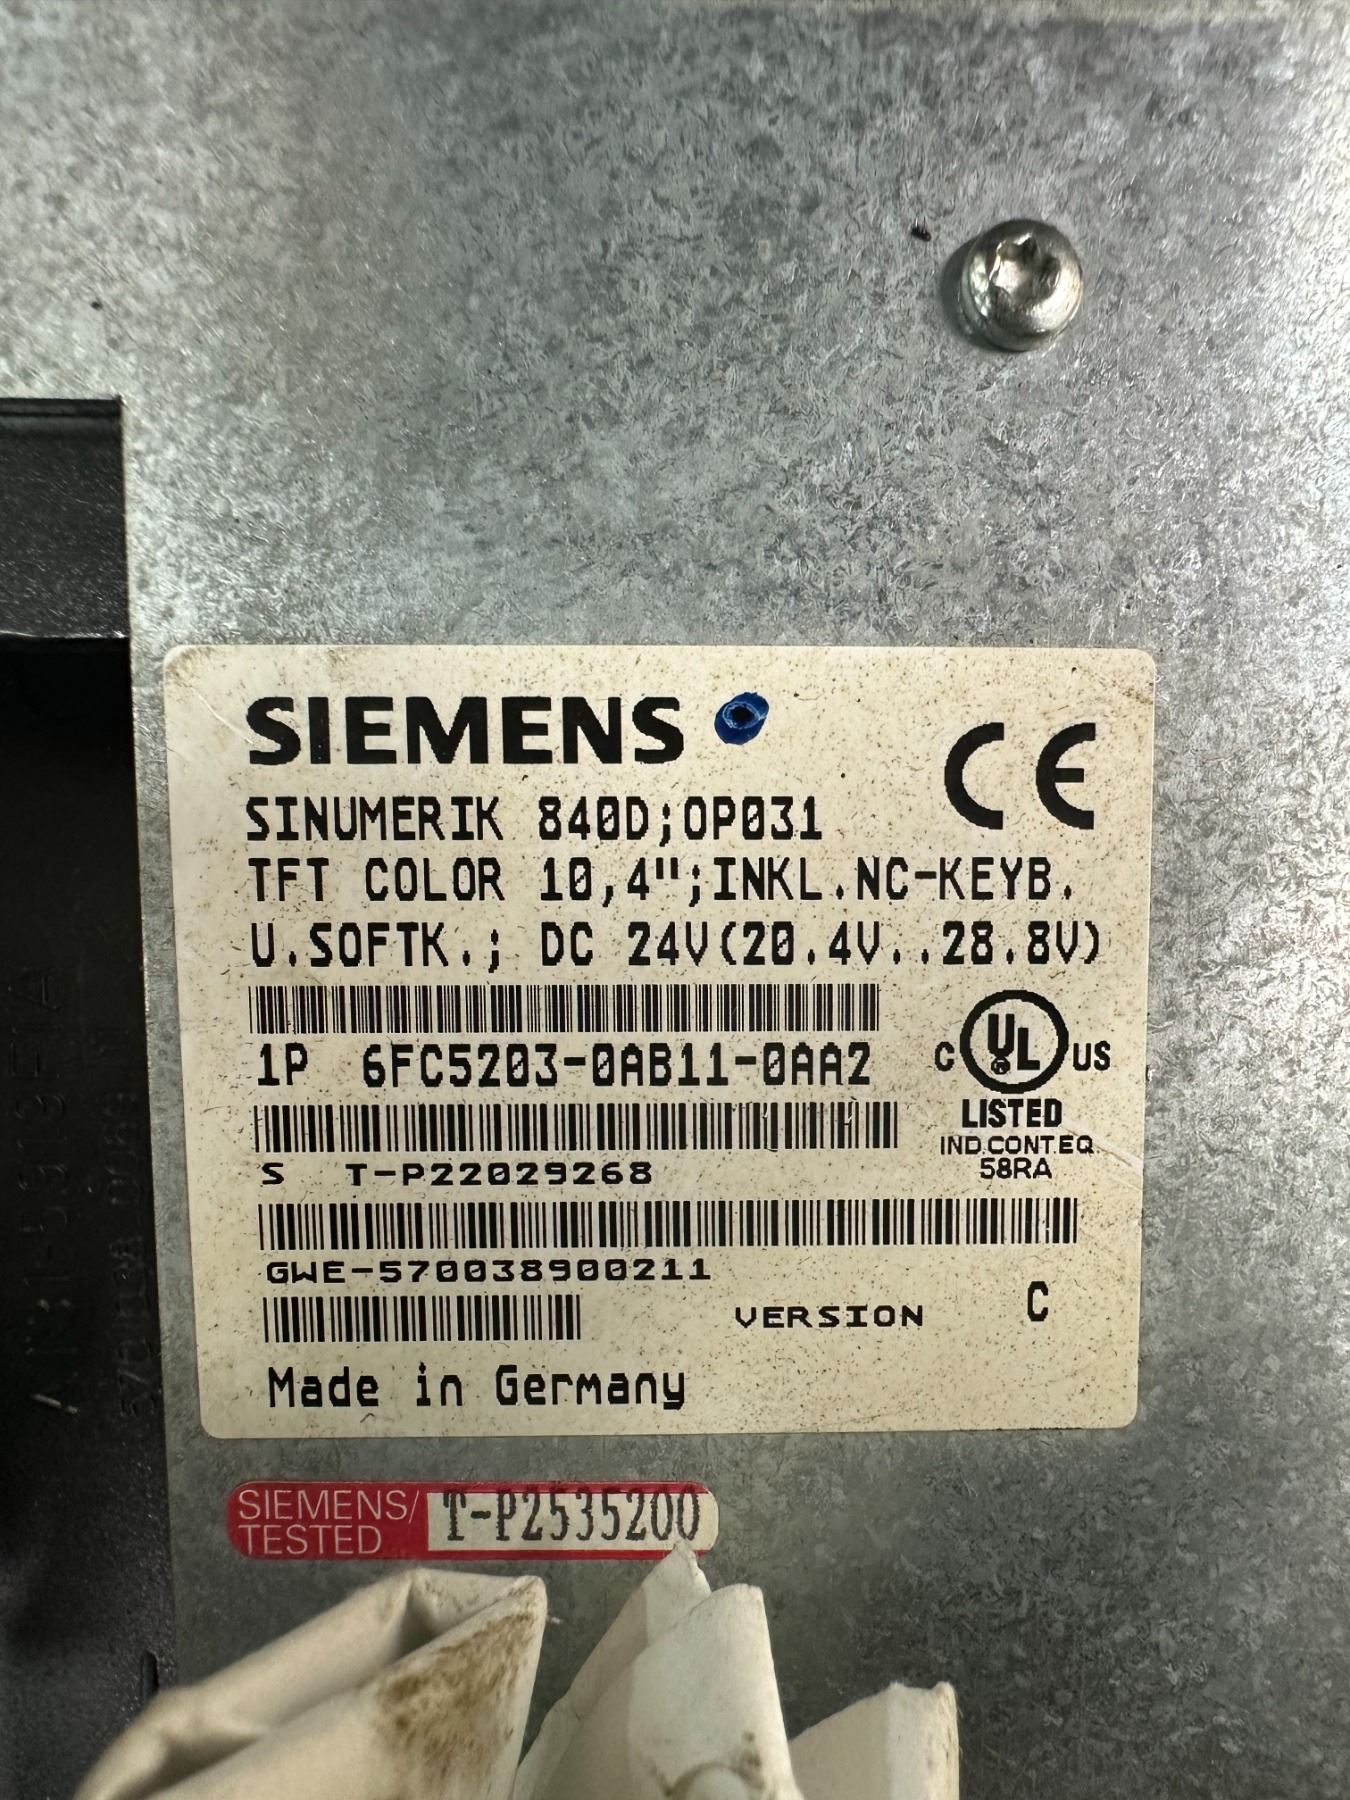 SIEMENS
CE
SINUMERIK 840D;OP031
TFT COLOR 10,4";INKL.NC-KEYB.
U.SOFTK.; DC 24V(20.4V..28.8V)
1P 6FC5203-0AB11-0AA2
C UL US
LISTED
IND.CONT.EQ
58RA
S T-P22029268
GWE-570038900211
VERSION C
Made in Germany
SIEMENS/
TESTED
T-P2535200